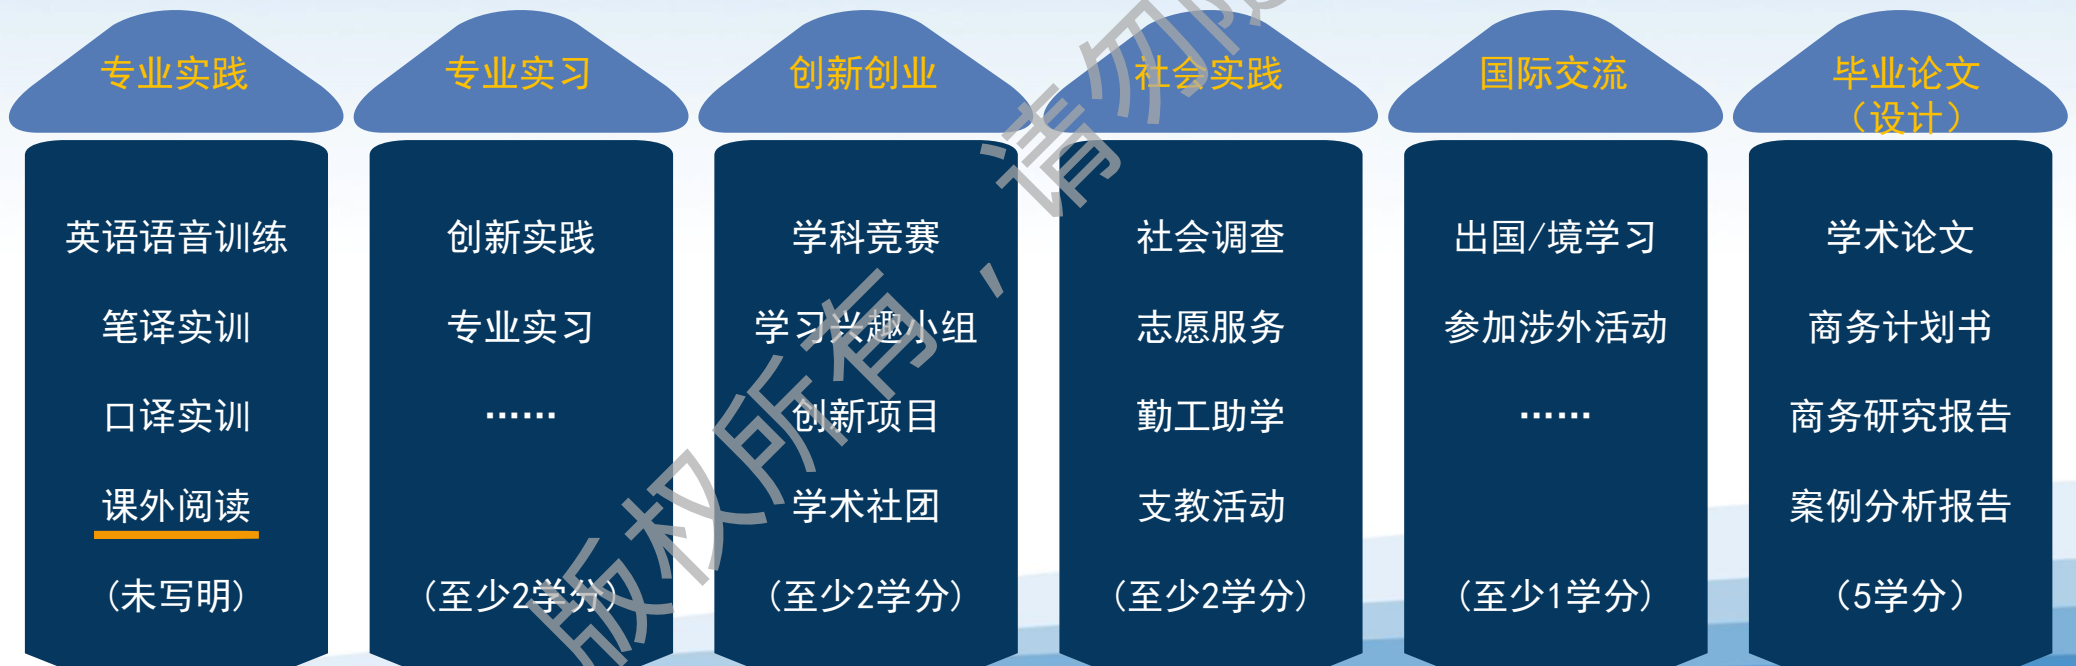 专业实践
英语语音训练
笔译实训
口译实训
课外阅读
(未写明)
专业实习
创新实践
专业实习
……
(至少2学分)
创新创业
学科竞赛
学习兴趣小组
创新项目
学术社团
(至少2学分)
社会实践
社会调查
志愿服务
勤工助学
支教活动
(至少2学分)
国际交流
出国/境学习
参加涉外活动
……
(至少1学分)
毕业论文
（设计）
学术论文
商务计划书
商务研究报告
案例分析报告
（5学分）
版权所有，请勿